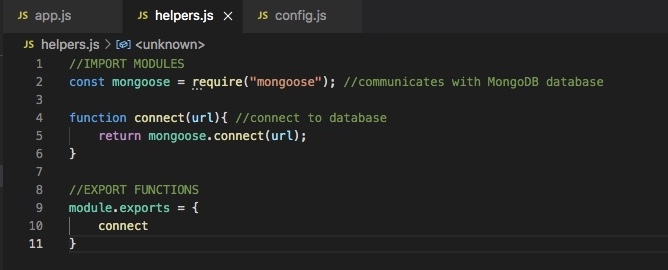 JS app.js JS helpers.js × JS config.js
JS helpers.js > <unknown>
1 //IMPORT MODULES
2 const mongoose = require("mongoose"); //communicates with MongoDB database
3
4 function connect(url){ //connect to database
5 return mongoose.connect(url);
6 }
7
8 //EXPORT FUNCTIONS
9 module.exports = {
10 connect
11 }